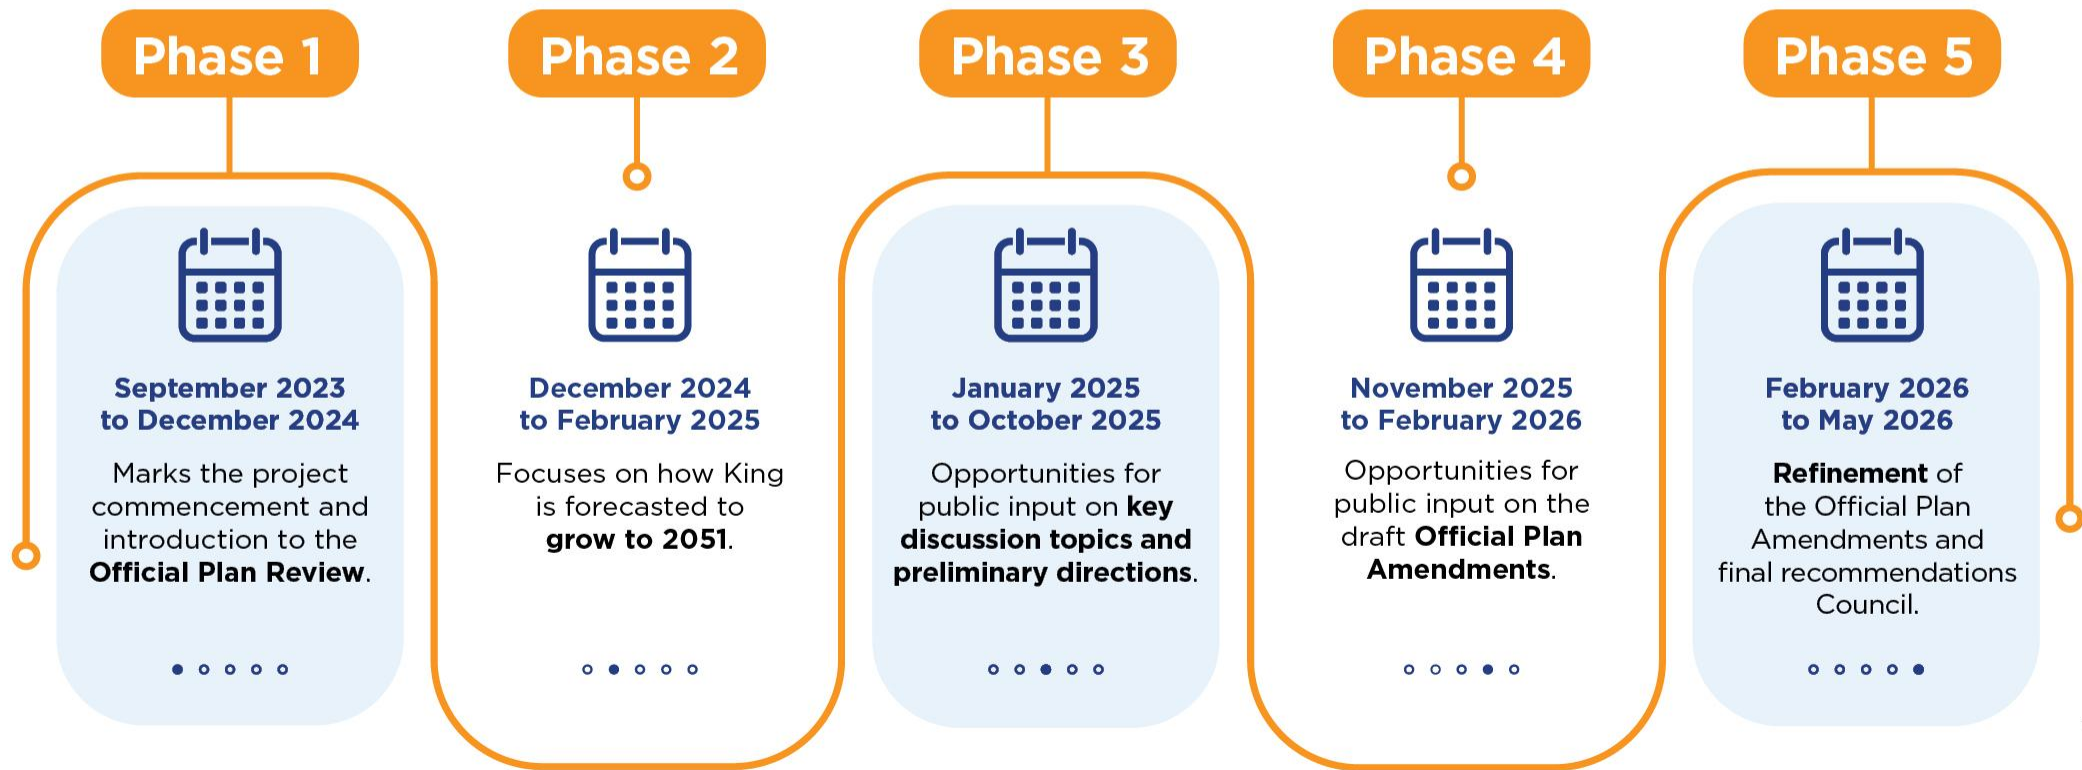 Phase 1
September 2023
to December 2024
Marks the project
commencement and
introduction to the
Official Plan Review.
Phase 2
December 2024
to February 2025
Focuses on how King
is forecasted to
grow to 2051.
Phase 3
January 2025
to October 2025
Opportunities for
public input on key
discussion topics and
preliminary directions.
Phase 4
November 2025
to February 2026
Opportunities for
public input on the
draft Official Plan
Amendments.
Phase 5
February 2026
to May 2026
Refinement of
the Official Plan
Amendments and
final recommendations
Council.